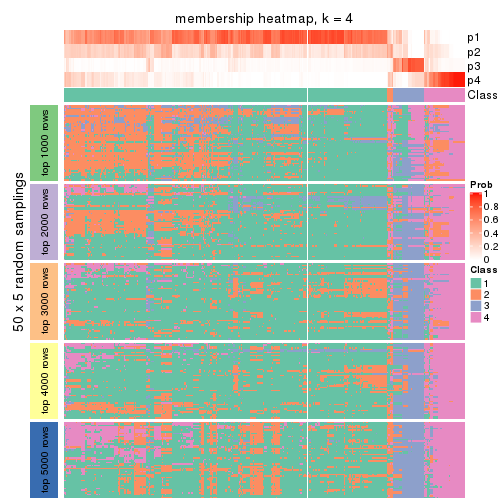 membership heatmap, k = 4
p1
p2
p3
p4
Class
50 x 5 random samplings
top 1000 rows
top 2000 rows
top 3000 rows
top 4000 rows
top 5000 rows
Prob
1
0.8
0.6
0.4
0.2
0
Class
1
2
3
4